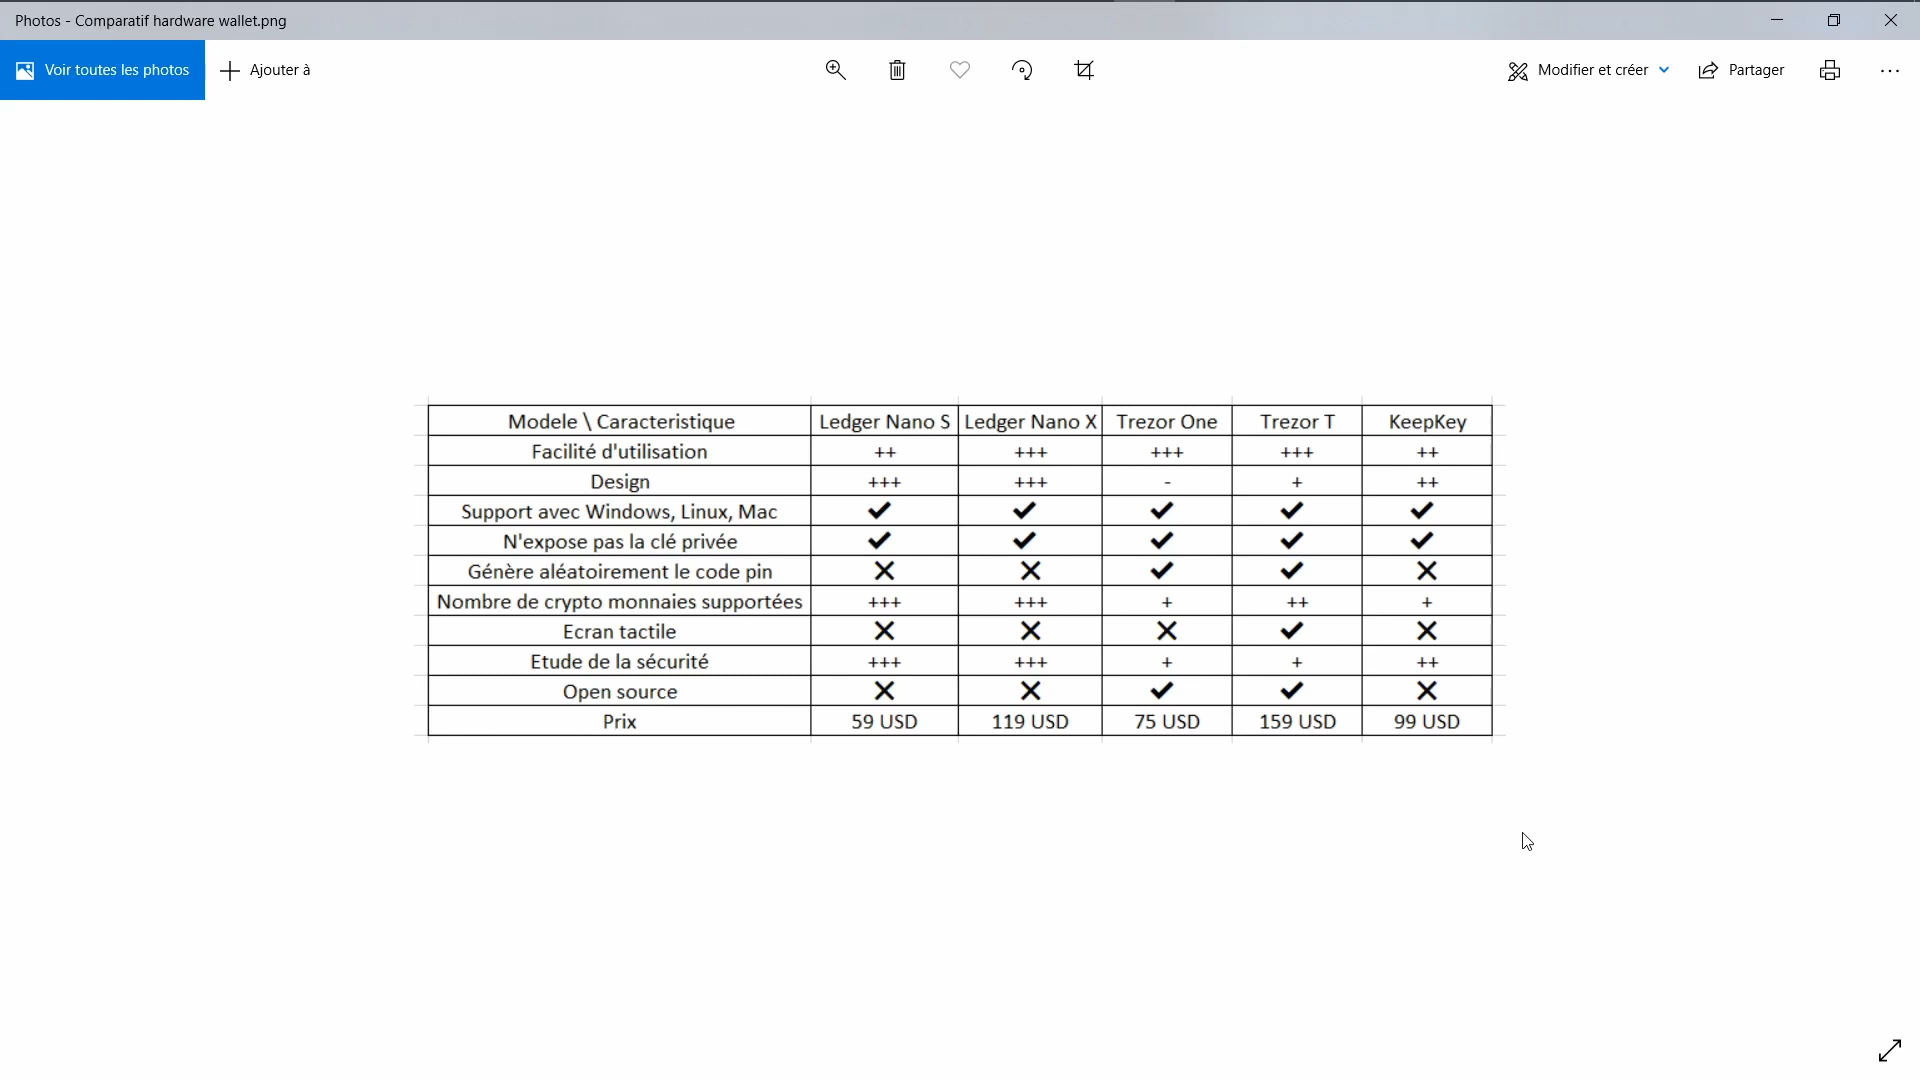 Photos - Comparatif hardware wallet.png
Voir toutes les photos Ajouter à Modifier et créer Partager
Modele \ Caracteristique Ledger Nano S Ledger Nano X Trezor One Trezor T KeepKey
Facilité d'utilisation ++ +++ +++ +++ ++
Design +++ +++ - + ++
Support avec Windows, Linux, Mac ✔ ✔ ✔ ✔ ✔
N'expose pas la clé privée ✔ ✔ ✔ ✔ ✔
Génère aléatoirement le code pin ✕ ✕ ✔ ✔ ✕
Nombre de crypto monnaies supportées +++ +++ + ++ +
Ecran tactile ✕ ✕ ✕ ✔ ✕
Etude de la sécurité +++ +++ + + ++
Open source ✕ ✕ ✔ ✔ ✕
Prix 59 USD 119 USD 75 USD 159 USD 99 USD